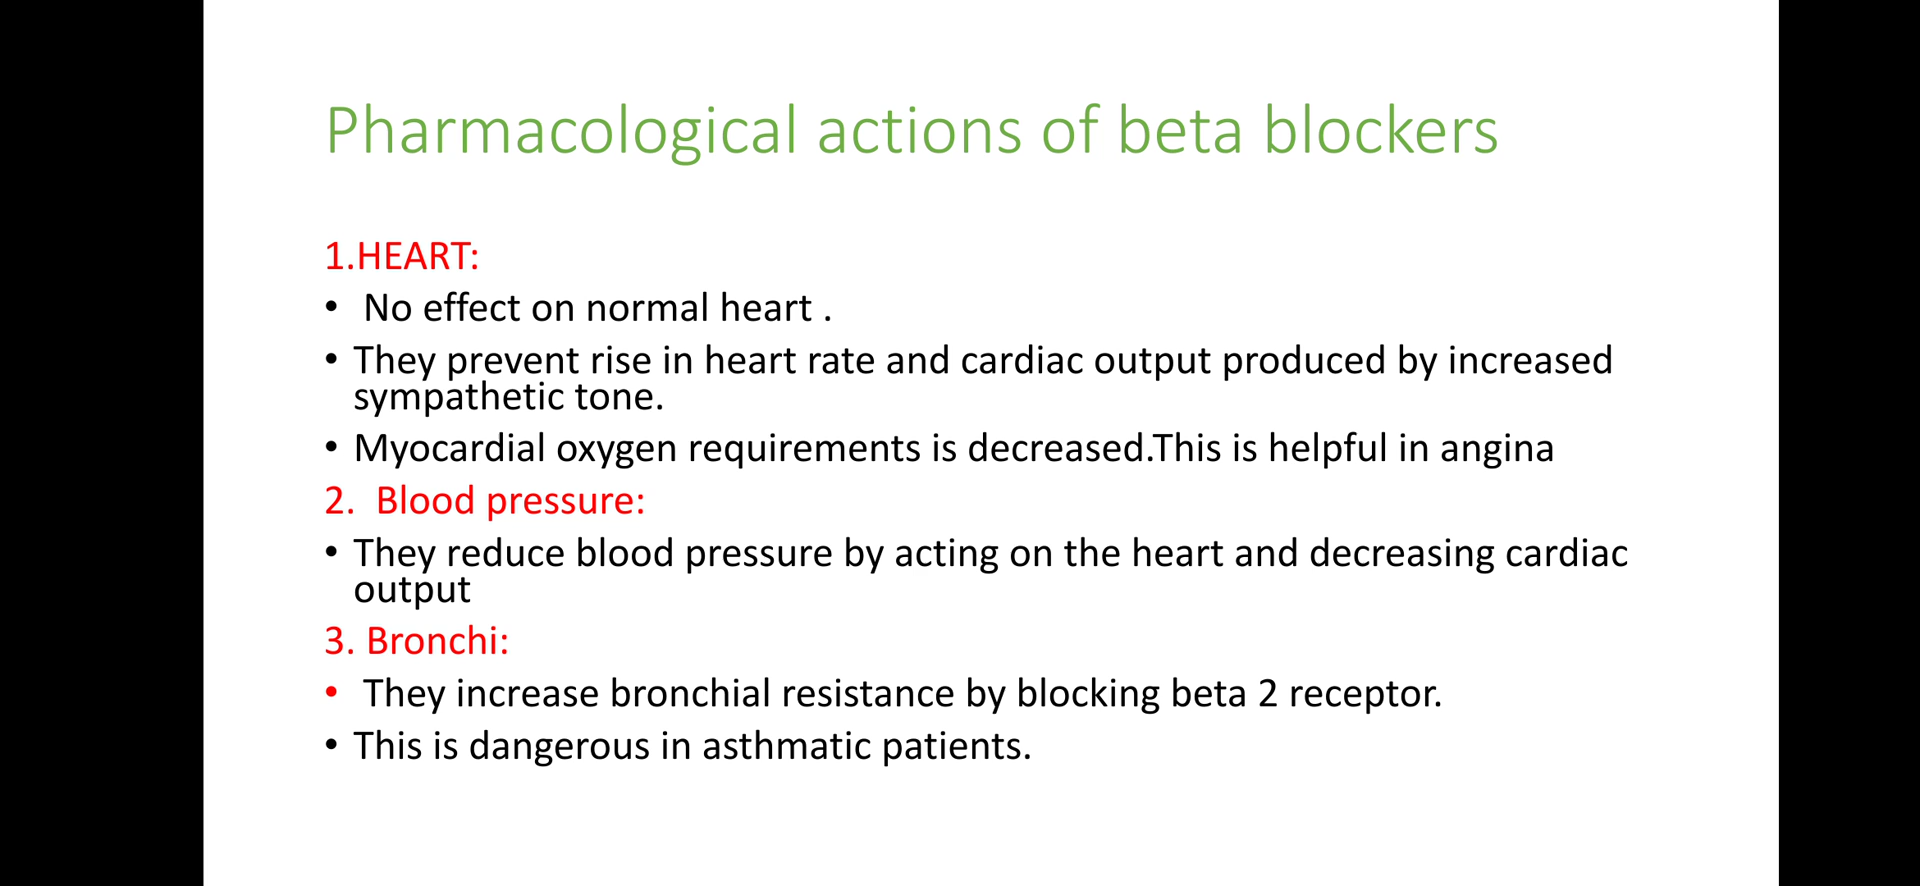 Pharmacological actions of beta blockers
1.HEART:
• No effect on normal heart .
• They prevent rise in heart rate and cardiac output produced by increased
sympathetic tone.
• Myocardial oxygen requirements is decreased.This is helpful in angina
2. Blood pressure:
• They reduce blood pressure by acting on the heart and decreasing cardiac
output
3. Bronchi:
• They increase bronchial resistance by blocking beta 2 receptor.
• This is dangerous in asthmatic patients.